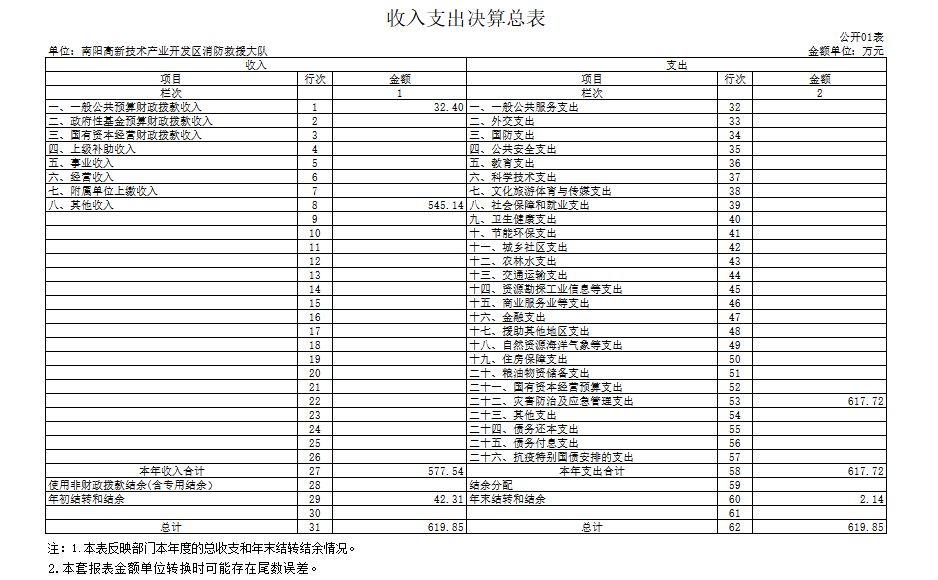 收入支出决算总表
公开01表
单位：南阳高新技术产业开发区消防救援大队 金额单位：万元
收入 支出
项目 行次 金额 项目 行次 金额
栏次 1 栏次 2
一、一般公共预算财政拨款收入 1 32.40 一、一般公共服务支出 32
二、政府性基金预算财政拨款收入 2 二、外交支出 33
三、国有资本经营财政拨款收入 3 三、国防支出 34
四、上级补助收入 4 四、公共安全支出 35
五、事业收入 5 五、教育支出 36
六、经营收入 6 六、科学技术支出 37
七、附属单位上缴收入 7 七、文化旅游体育与传媒支出 38
八、其他收入 8 545.14 八、社会保障和就业支出 39
9 九、卫生健康支出 40
10 十、节能环保支出 41
11 十一、城乡社区支出 42
12 十二、农林水支出 43
13 十三、交通运输支出 44
14 十四、资源勘探工业信息等支出 45
15 十五、商业服务业等支出 46
16 十六、金融支出 47
17 十七、援助其他地区支出 48
18 十八、自然资源海洋气象等支出 49
19 十九、住房保障支出 50
20 二十、粮油物资储备支出 51
21 二十一、国有资本经营预算支出 52
22 二十二、灾害防治及应急管理支出 53 617.72
23 二十三、其他支出 54
24 二十四、债务还本支出 55
25 二十五、债务付息支出 56
26 二十六、抗疫特别国债安排的支出 57
本年收入合计 27 577.54 本年支出合计 58 617.72
使用非财政拨款结余(含专用结余） 28 结余分配 59
年初结转和结余 29 42.31 年末结转和结余 60 2.14
30 61
总计 31 619.85 总计 62 619.85
注：1.本表反映部门本年度的总收支和年末结转结余情况。
2.本套报表金额单位转换时可能存在尾数误差。